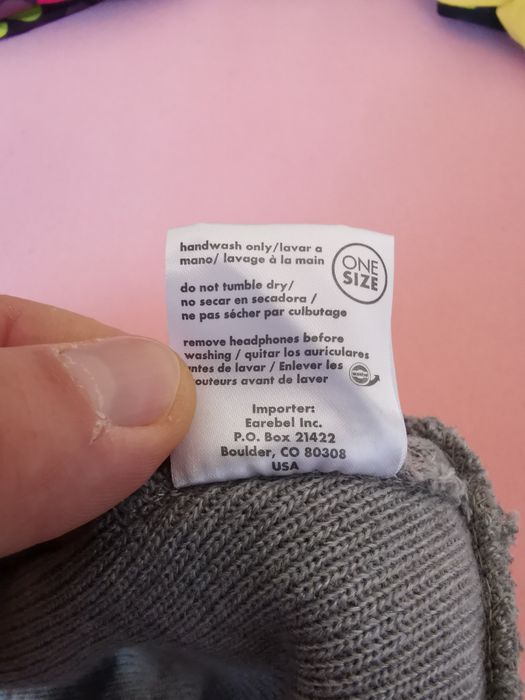 handwash only/lavar a
mano/ lavage à la main
ONE
SIZE
do not tumble dry/
no secar en secadora /
ne pas sécher par culbutage
remove headphones before
washing / quitar los auriculares
de lavar / Enlever les
avant de laver
Importer:
Earebel Inc.
P.O. Box 21422
Boulder, CO 80308
USA